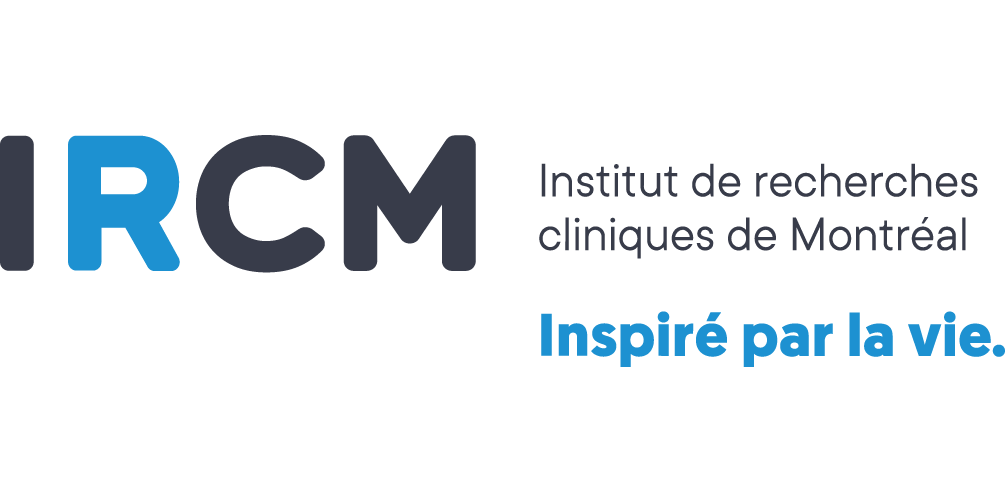 IRCM
Institut de recherches
cliniques de Montréal
Inspiré par la vie.